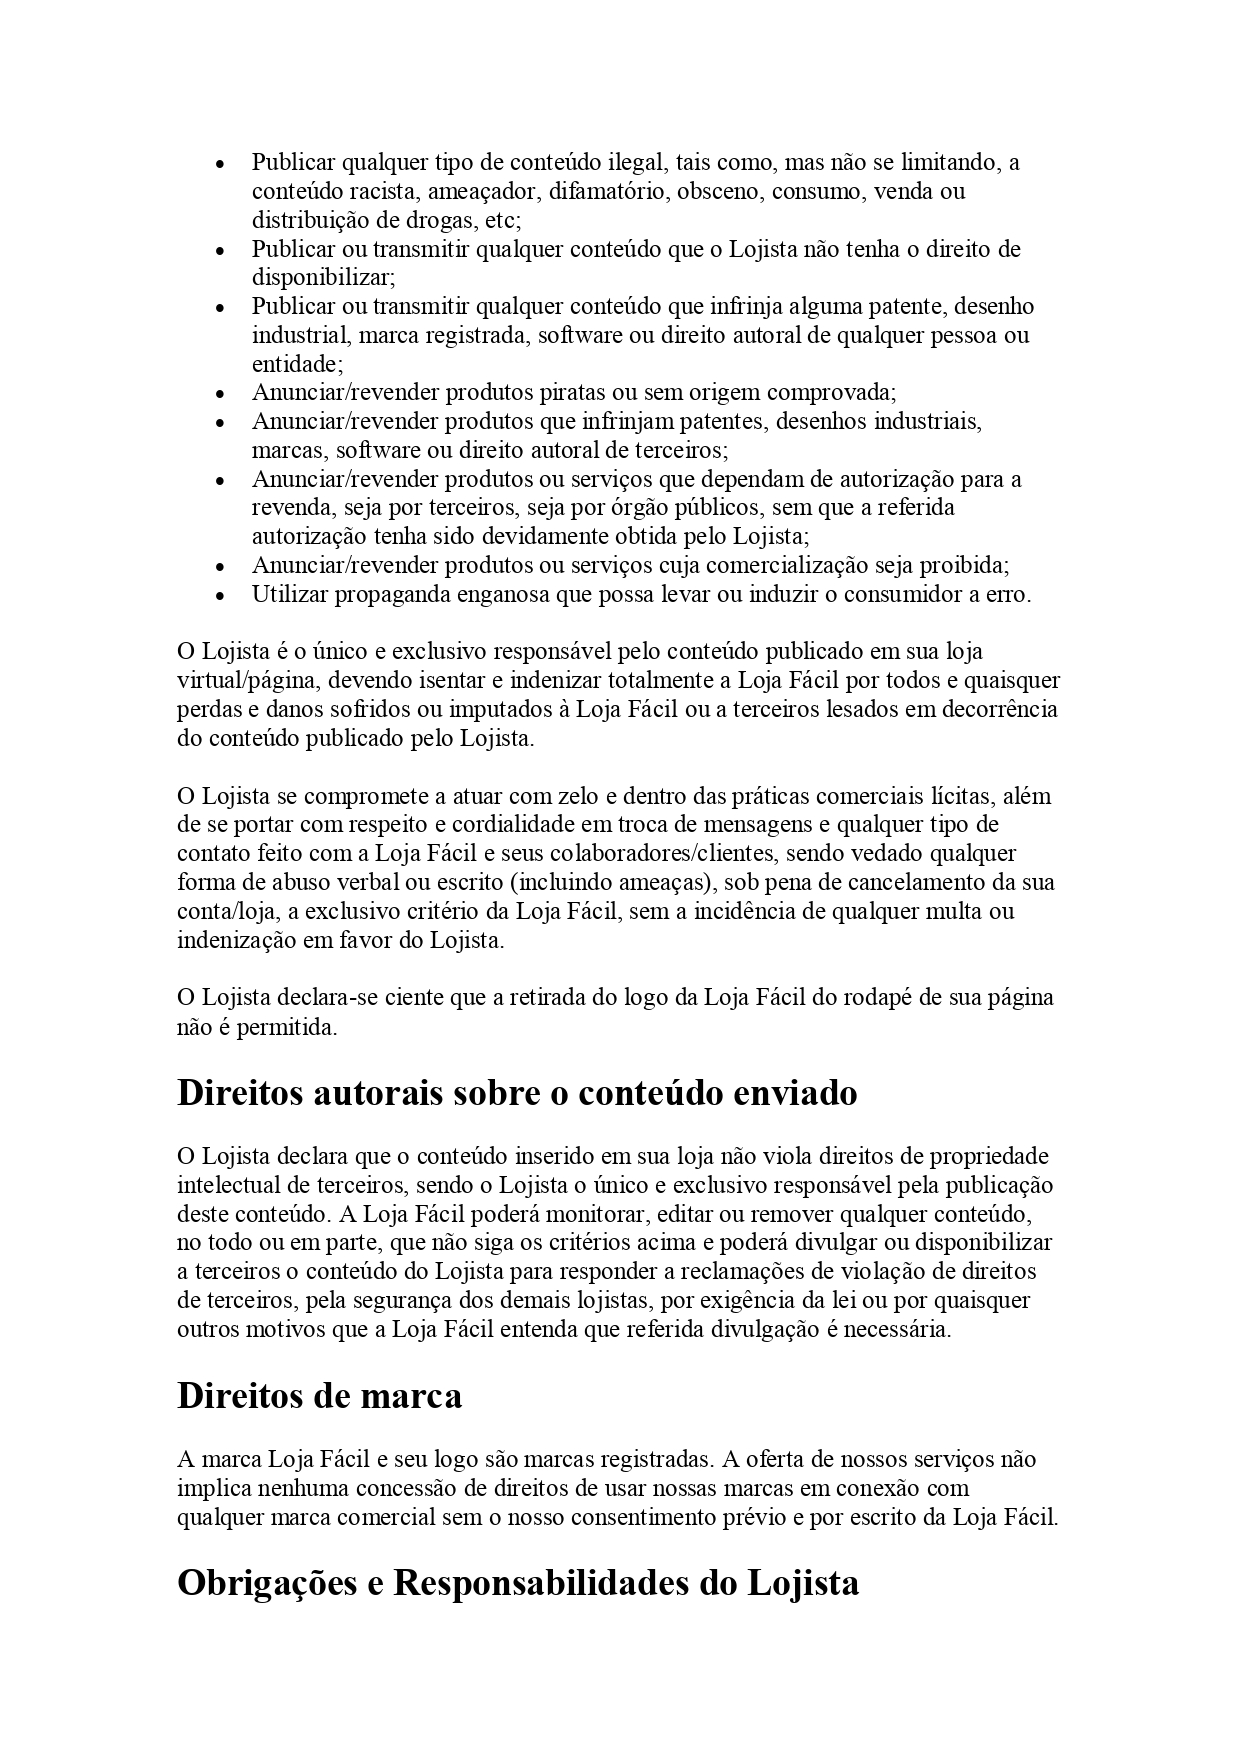 • Publicar qualquer tipo de conteúdo ilegal, tais como, mas não se limitando, a
conteúdo racista, ameaçador, difamatório, obsceno, consumo, venda ou
distribuição de drogas, etc;
• Publicar ou transmitir qualquer conteúdo que o Lojista não tenha o direito de
disponibilizar;
• Publicar ou transmitir qualquer conteúdo que infrinja alguma patente, desenho
industrial, marca registrada, software ou direito autoral de qualquer pessoa ou
entidade;
• Anunciar/revender produtos piratas ou sem origem comprovada;
• Anunciar/revender produtos que infrinjam patentes, desenhos industriais,
marcas, software ou direito autoral de terceiros;
• Anunciar/revender produtos ou serviços que dependam de autorização para a
revenda, seja por terceiros, seja por órgão públicos, sem que a referida
autorização tenha sido devidamente obtida pelo Lojista;
• Anunciar/revender produtos ou serviços cuja comercialização seja proibida;
• Utilizar propaganda enganosa que possa levar ou induzir o consumidor a erro.
O Lojista é o único e exclusivo responsável pelo conteúdo publicado em sua loja
virtual/página, devendo isentar e indenizar totalmente a Loja Fácil por todos e quaisquer
perdas e danos sofridos ou imputados à Loja Fácil ou a terceiros lesados em decorrência
do conteúdo publicado pelo Lojista.
O Lojista se compromete a atuar com zelo e dentro das práticas comerciais lícitas, além
de se portar com respeito e cordialidade em troca de mensagens e qualquer tipo de
contato feito com a Loja Fácil e seus colaboradores/clientes, sendo vedado qualquer
forma de abuso verbal ou escrito (incluindo ameaças), sob pena de cancelamento da sua
conta/loja, a exclusivo critério da Loja Fácil, sem a incidência de qualquer multa ou
indenização em favor do Lojista.
O Lojista declara-se ciente que a retirada do logo da Loja Fácil do rodapé de sua página
não é permitida.
Direitos autorais sobre o conteúdo enviado
O Lojista declara que o conteúdo inserido em sua loja não viola direitos de propriedade
intelectual de terceiros, sendo o Lojista o único e exclusivo responsável pela publicação
deste conteúdo. A Loja Fácil poderá monitorar, editar ou remover qualquer conteúdo,
no todo ou em parte, que não siga os critérios acima e poderá divulgar ou disponibilizar
a terceiros o conteúdo do Lojista para responder a reclamações de violação de direitos
de terceiros, pela segurança dos demais lojistas, por exigência da lei ou por quaisquer
outros motivos que a Loja Fácil entenda que referida divulgação é necessária.
Direitos de marca
A marca Loja Fácil e seu logo são marcas registradas. A oferta de nossos serviços não
implica nenhuma concessão de direitos de usar nossas marcas em conexão com
qualquer marca comercial sem o nosso consentimento prévio e por escrito da Loja Fácil.
Obrigações e Responsabilidades do Lojista